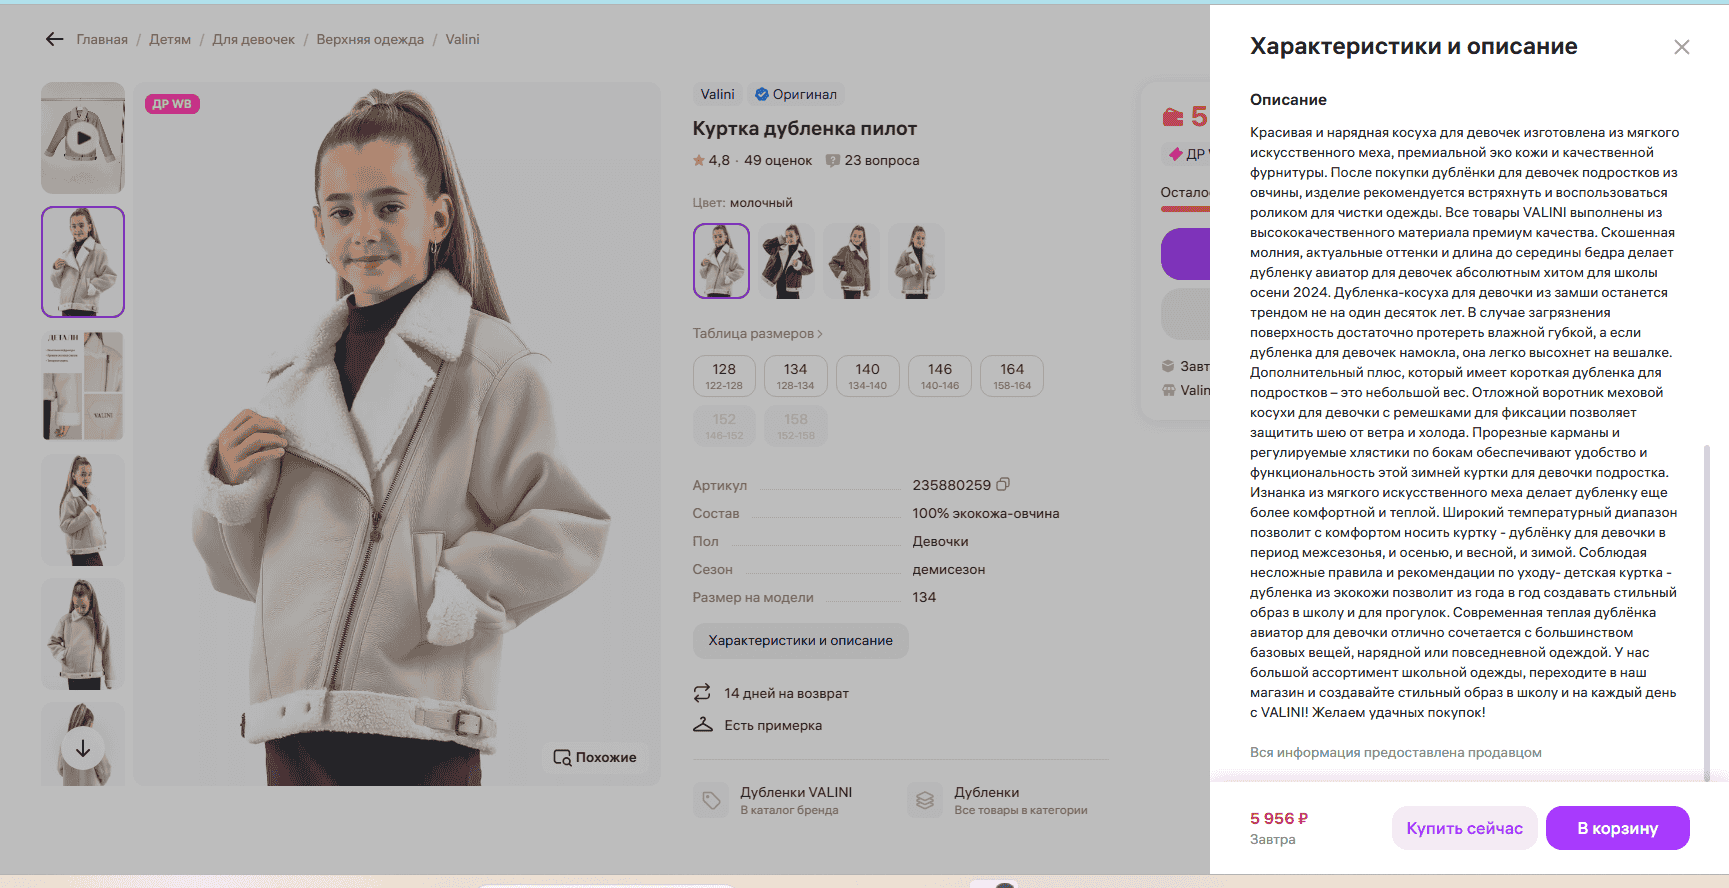 Главная / Детям / Для девочек / Верхняя одежда / Valini
ДР WB
ДЕТАЛИ
VALINI
Похожие
Valini
Оригинал
Куртка дубленка пилот
4,8 · 49 оценок
23 вопроса
Цвет: молочный
Таблица размеров
128 134 140 146 164
122-128 128-134 134-140 140-146 158-164
152 158
146-152 152-158
Артикул 235880259
Состав 100% экокожа-овчина
Пол Девочки
Сезон демисезон
Размер на модели 134
Характеристики и описание
14 дней на возврат
Есть примерка
Дубленки VALINI
В каталог бренда
Дубленки
Все товары в категории
5
ДР
Остало
Завт
Valin
Характеристики и описание
Описание
Красивая и нарядная косуха для девочек изготовлена из мягкого
искусственного меха, премиальной эко кожи и качественной
фурнитуры. После покупки дублёнки для девочек подростков из
овчины, изделие рекомендуется встряхнуть и воспользоваться
роликом для чистки одежды. Все товары VALINI выполнены из
высококачественного материала премиум качества. Скошенная
молния, актуальные оттенки и длина до середины бедра делает
дубленку авиатор для девочек абсолютным хитом для школы
осени 2024. Дубленка-косуха для девочки из замши останется
трендом не на один десяток лет. В случае загрязнения
поверхность достаточно протереть влажной губкой, а если
дубленка для девочек намокла, она легко высохнет на вешалке.
Дополнительный плюс, который имеет короткая дубленка для
подростков – это небольшой вес. Отложной воротник меховой
косухи для девочки с ремешками для фиксации позволяет
защитить шею от ветра и холода. Прорезные карманы и
регулируемые хлястики по бокам обеспечивают удобство и
функциональность этой зимней куртки для девочки подростка.
Изнанка из мягкого искусственного меха делает дубленку еще
более комфортной и теплой. Широкий температурный диапазон
позволит с комфортом носить куртку - дублёнку для девочки в
период межсезонья, и осенью, и весной, и зимой. Соблюдая
несложные правила и рекомендации по уходу- детская куртка -
дубленка из экокожи позволит из года в год создавать стильный
образ в школу и для прогулок. Современная теплая дублёнка
авиатор для девочки отлично сочетается с большинством
базовых вещей, нарядной или повседневной одеждой. У нас
большой ассортимент школьной одежды, переходите в наш
магазин и создавайте стильный образ в школу и на каждый день
с VALINI! Желаем удачных покупок!
Вся информация предоставлена продавцом
5 956 ₽
Завтра
Купить сейчас
В корзину